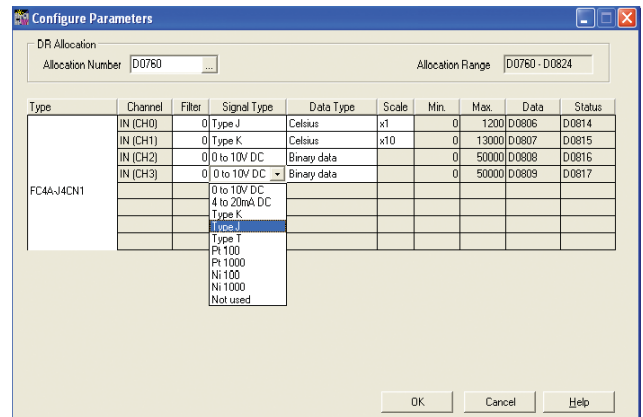 Configure Parameters
DR Allocation
Allocation Number D0760 ... Allocation Range D0760 - D0824
Type Channel Filter Signal Type Data Type Scale Min. Max. Data Status
IN (CH0) 0 Type J Celsius x1 0 1200 D0806 D0814
IN (CH1) 0 Type K Celsius x10 0 13000 D0807 D0815
IN (CH2) 0 0 to 10V DC Binary data 0 50000 D0808 D0816
IN (CH3) 0 0 to 10V DC Binary data 0 50000 D0809 D0817
FC4A-J4CN1
0 to 10V DC
4 to 20mA DC
Type K
Type J
Type T
Pt 100
Pt 1000
Ni 100
Ni 1000
Not used
OK Cancel Help